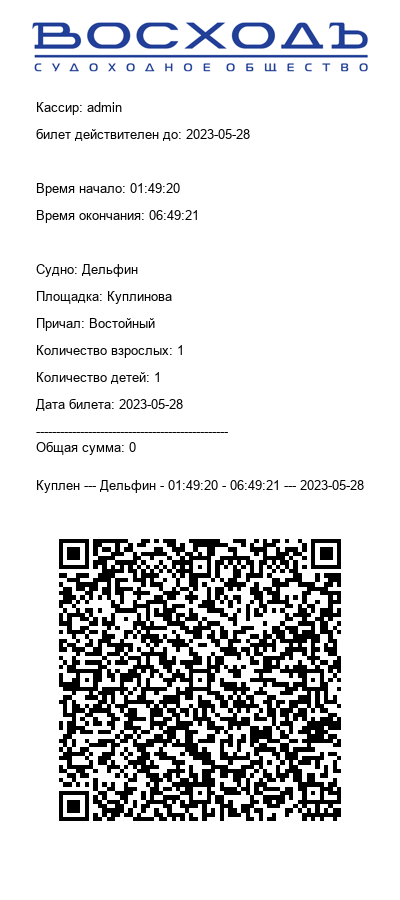 ВОСХОДЪ
СУДОХОДНОЕ ОБЩЕСТВО
Кассир: admin
билет действителен до: 2023-05-28
Время начало: 01:49:20
Время окончания: 06:49:21
Судно: Дельфин
Площадка: Куплинова
Причал: Востойный
Количество взрослых: 1
Количество детей: 1
Дата билета: 2023-05-28
------------------------------------------------
Общая сумма: 0
Куплен --- Дельфин - 01:49:20 - 06:49:21 --- 2023-05-28